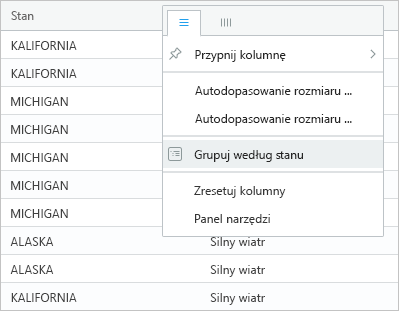 Stan
KALIFORNIA
Przypnij kolumnę
KALIFORNIA
Autodopasowanie rozmiaru ...
MICHIGAN
Autodopasowanie rozmiaru ...
MICHIGAN
MICHIGAN
Grupuj według stanu
MICHIGAN
Zresetuj kolumny
MICHIGAN
Panel narzędzi
ALASKA Silny wiatr
ALASKA Silny wiatr
KALIFORNIA Silny wiatr